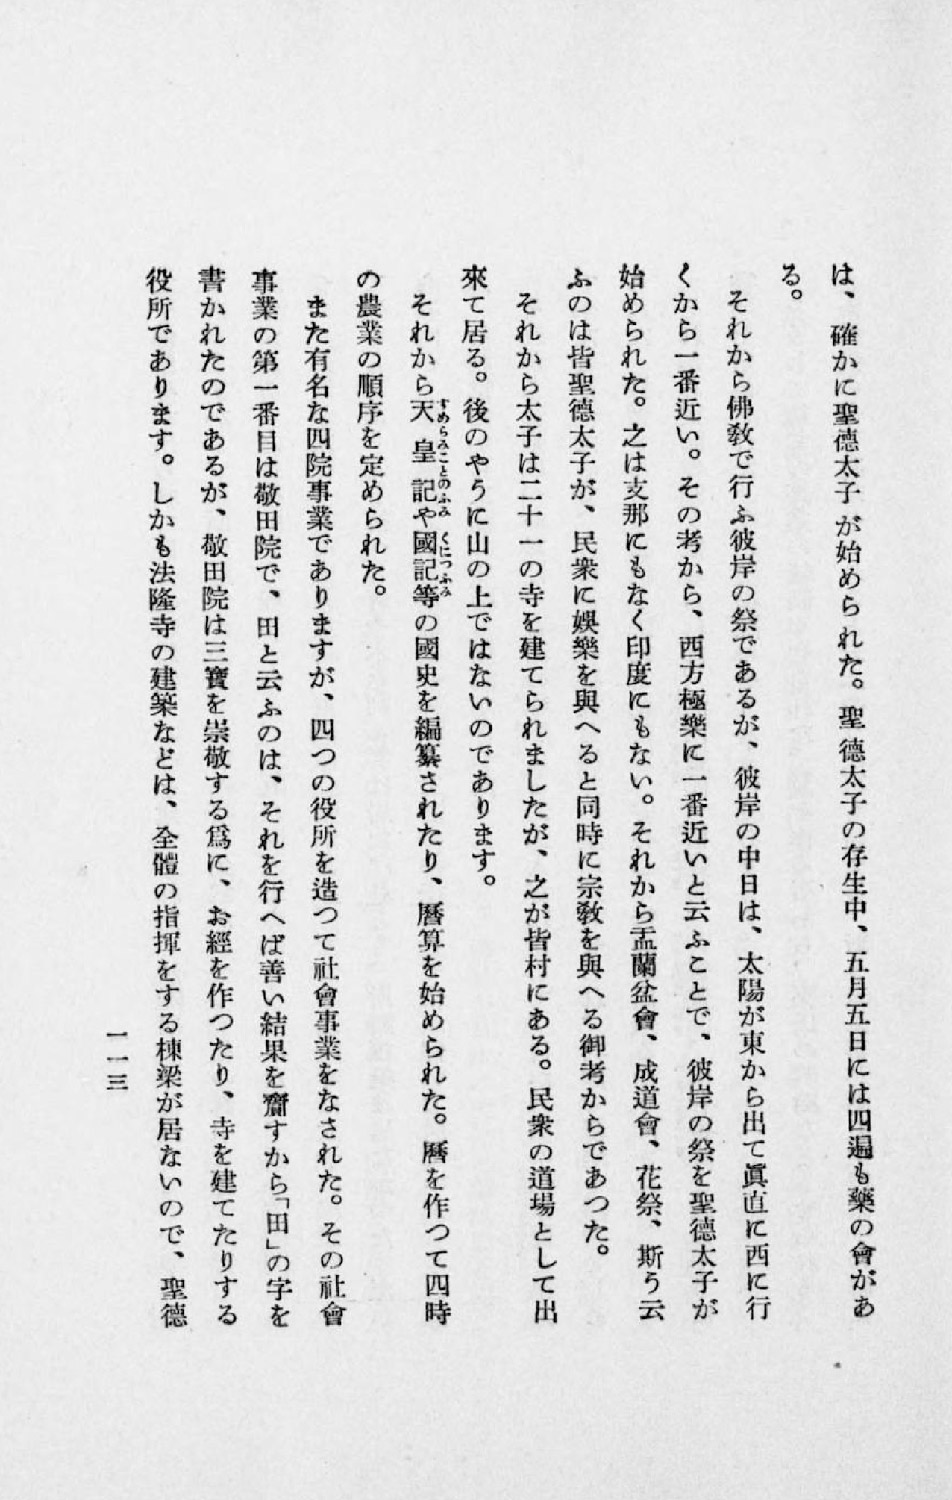 は、確かに聖德太子が始められた。聖德太子の存生中、五月五日には四遍も藥の會があ
る。
それから佛敎で行ふ彼岸の祭であるが、彼岸の中日は、太陽が東から出て眞直に西に行
くから一番近い。その考から、西方極樂に一番近いと云ふことで、彼岸の祭を聖德太子が
始められた。之は支那にもなく印度にもない。それから盂蘭盆會、成道會、花祭、斯う云
ふのは皆聖德太子が、民衆に娛樂を與へると同時に宗敎を與へる御考からであつた。
それから太子は二十一の寺を建てられましたが、之が皆村にある。民衆の道場として出
來て居る。後のやうに山の上ではないのであります。
それから天皇記や國記等の國史を編纂されたり、曆算を始められた。曆を作つて四時
すめらみことのふみ くにつふみ
の農業の順序を定められた。
また有名な四院事業でありますが、四つの役所を造つて社會事業をなされた。その社會
事業の第一番目は敬田院で、田と云ふのは、それを行へば善い結果を齎すから「田」の字を
書かれたのであるが、敬田院は三寶を崇敬する爲に、お經を作つたり、寺を建てたりする
役所であります。しかも法隆寺の建築などは、全體の指揮をする棟梁が居ないので、聖德
一一三